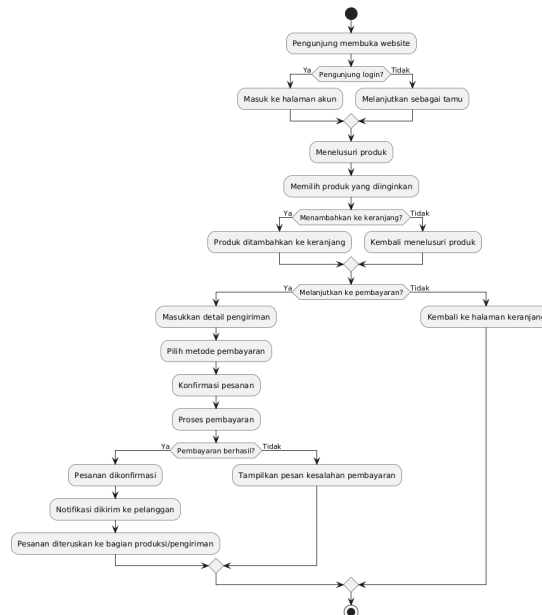 Pengunjung membuka website
Ya
Pengunjung login?
Tidak
Masuk ke halaman akun
Melanjutkan sebagai tamu
Menelusuri produk
Memilih produk yang diinginkan
Ya
Menambahkan ke keranjang?
Tidak
Produk ditambahkan ke keranjang
Kembali menelusuri produk
Ya
Melanjutkan ke pembayaran?
Tidak
Masukkan detail pengiriman
Kembali ke halaman keranjang
Pilih metode pembayaran
Konfirmasi pesanan
Proses pembayaran
Ya
Pembayaran berhasil?
Tidak
Pesanan dikonfirmasi
Tampilkan pesan kesalahan pembayaran
Notifikasi dikirim ke pelanggan
Pesanan diteruskan ke bagian produksi/pengiriman